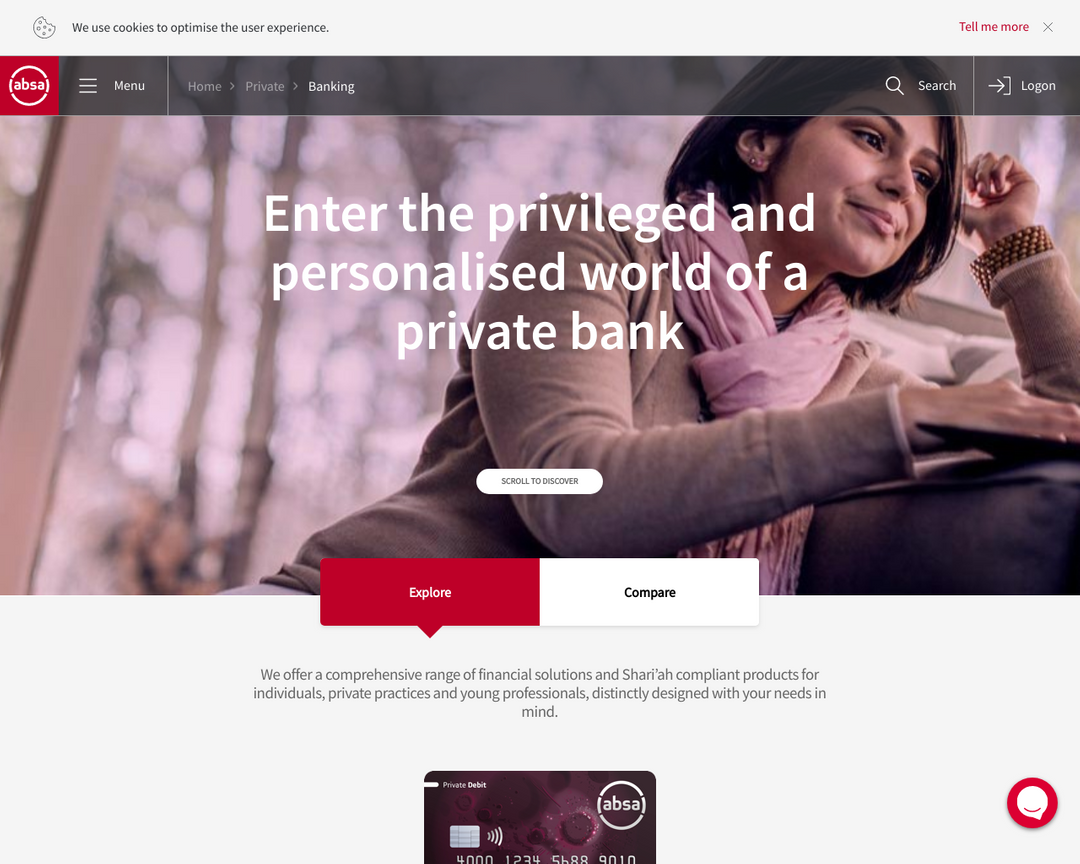 We use cookies to optimise the user experience.
Tell me more
absa
Menu
Home
Private
Banking
Search
Logon
Enter the privileged and
personalised world of a
private bank
SCROLL TO DISCOVER
Explore
Compare
We offer a comprehensive range of financial solutions and Shari’ah compliant products for
individuals, private practices and young professionals, distinctly designed with your needs in
mind.
Private Debit
absa
4000 1234 5688 9010